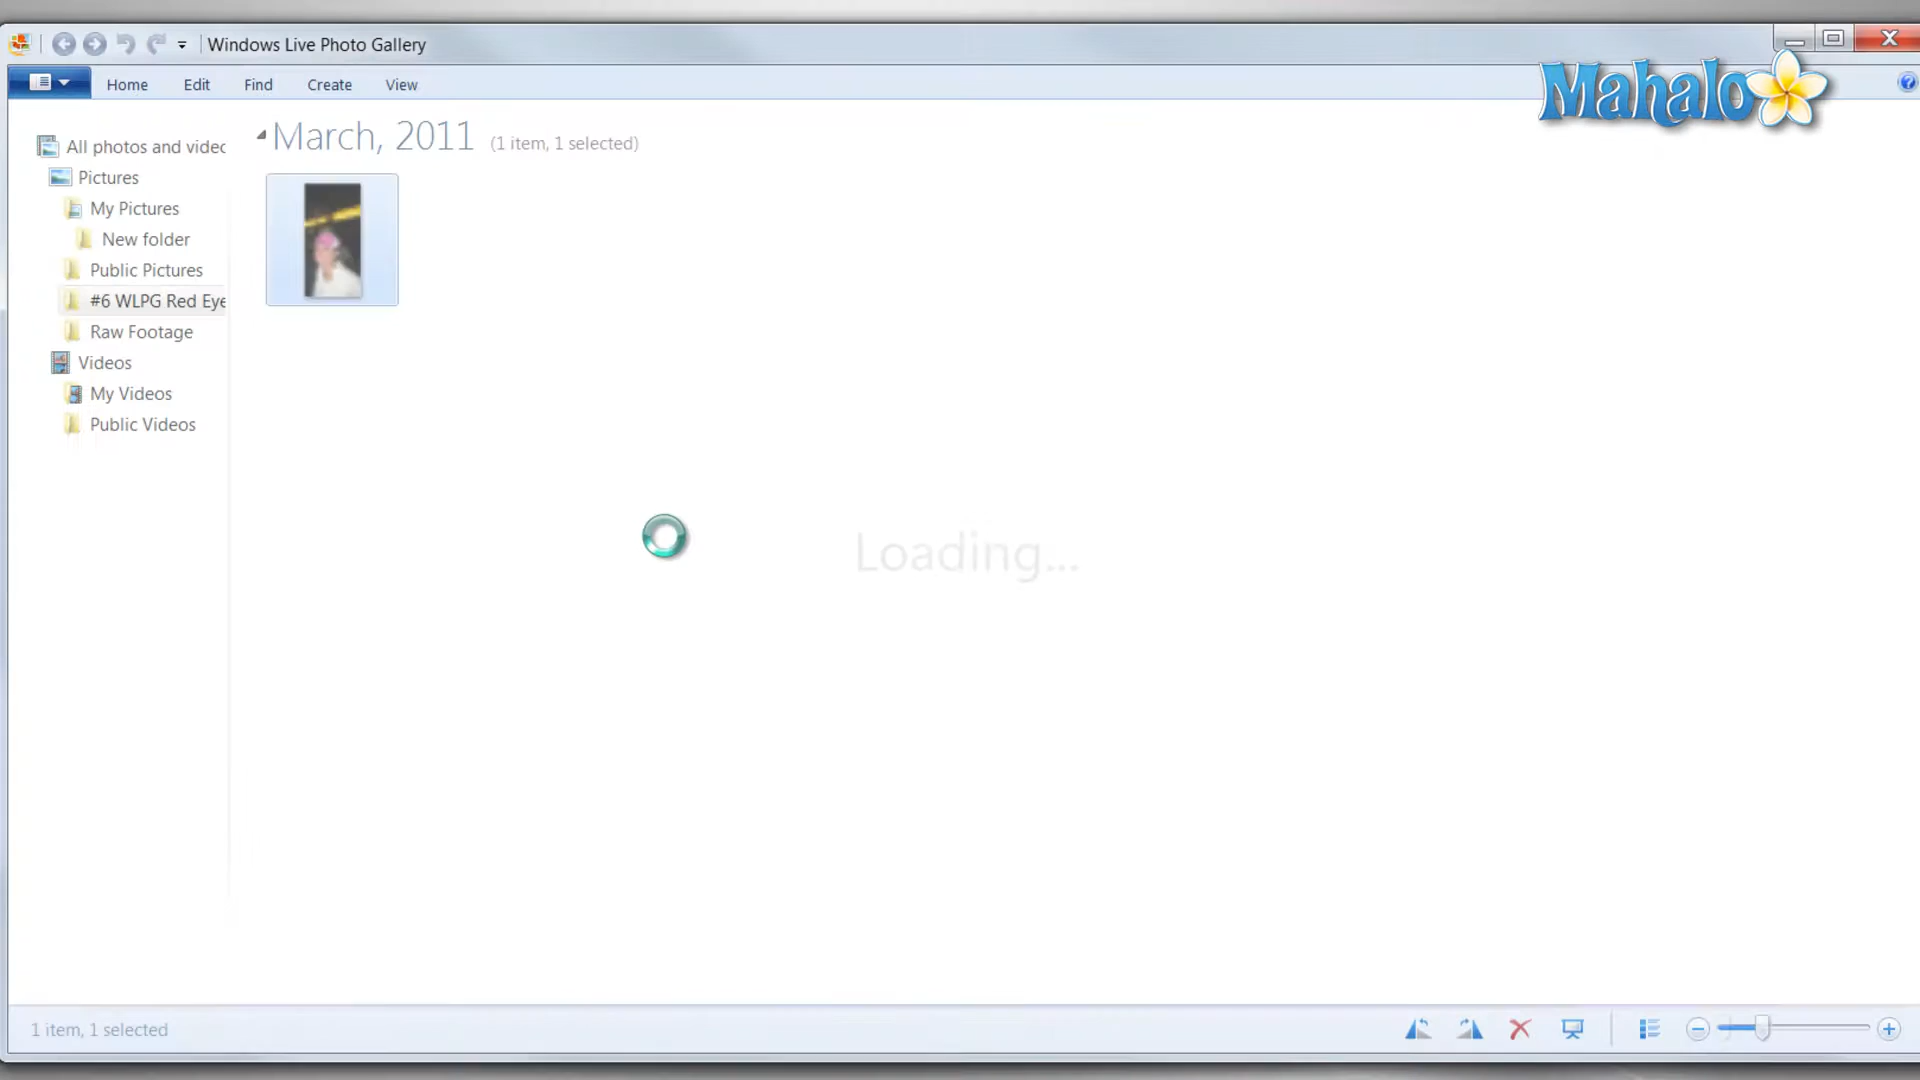 Windows Live Photo Gallery
Home Edit Find Create View
Mahalo
All photos and videc
Pictures
My Pictures
New folder
Public Pictures
#6 WLPG Red Eye
Raw Footage
Videos
My Videos
Public Videos
March, 2011 (1 item, 1 selected)
Loading...
1 item, 1 selected